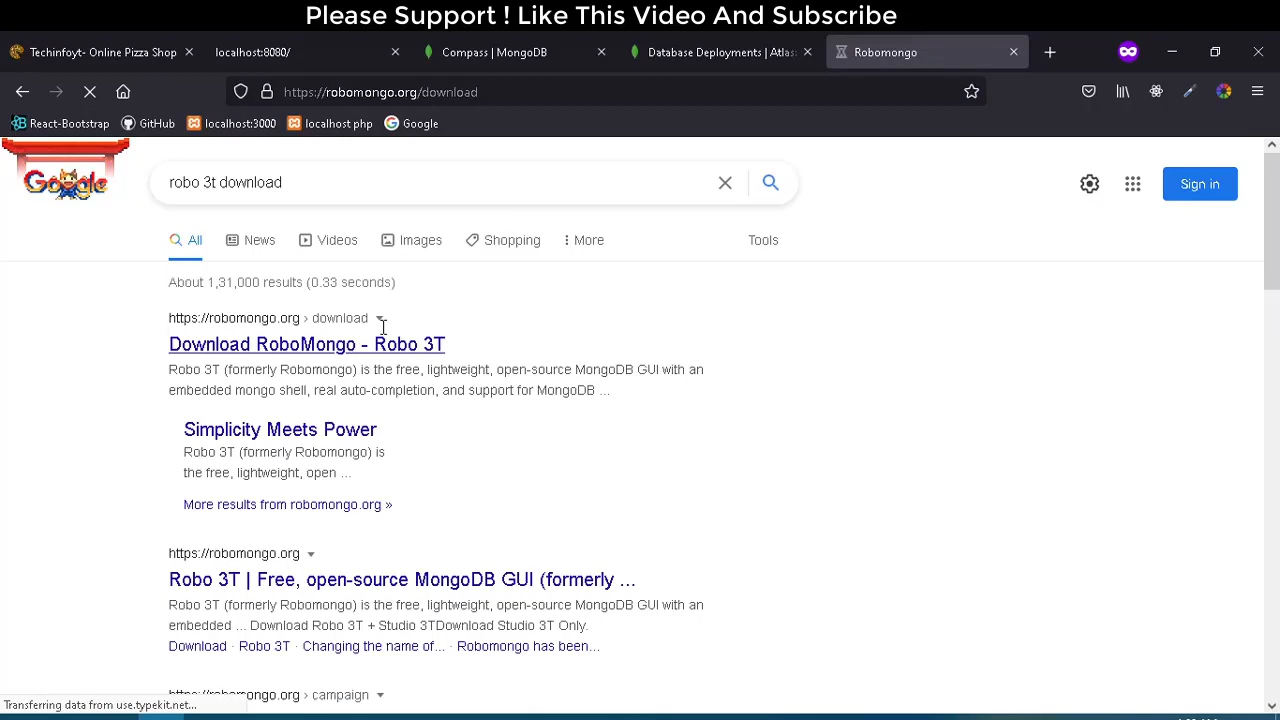 Please Support ! Like This Video And Subscribe
Techinfoyt- Online Pizza Shop
localhost:8080/
Compass | MongoDB
Database Deployments | Atlas:
Robomongo
https://robomongo.org/download
React-Bootstrap
GitHub
localhost:3000
localhost php
Google
Google
robo 3t download
Sign in
All
News
Videos
Images
Shopping
More
Tools
About 1,31,000 results (0.33 seconds)
https://robomongo.org › download
Download RoboMongo - Robo 3T
Robo 3T (formerly Robomongo) is the free, lightweight, open-source MongoDB GUI with an
embedded mongo shell, real auto-completion, and support for MongoDB ...
Simplicity Meets Power
Robo 3T (formerly Robomongo) is
the free, lightweight, open ...
More results from robomongo.org »
https://robomongo.org
Robo 3T | Free, open-source MongoDB GUI (formerly ...
Robo 3T (formerly Robomongo) is the free, lightweight, open-source MongoDB GUI with an
embedded ... Download Robo 3T + Studio 3TDownload Studio 3T Only.
Download · Robo 3T · Changing the name of... · Robomongo has been...
https://robomongo.org › campaign
Transferring data from use.typekit.net...